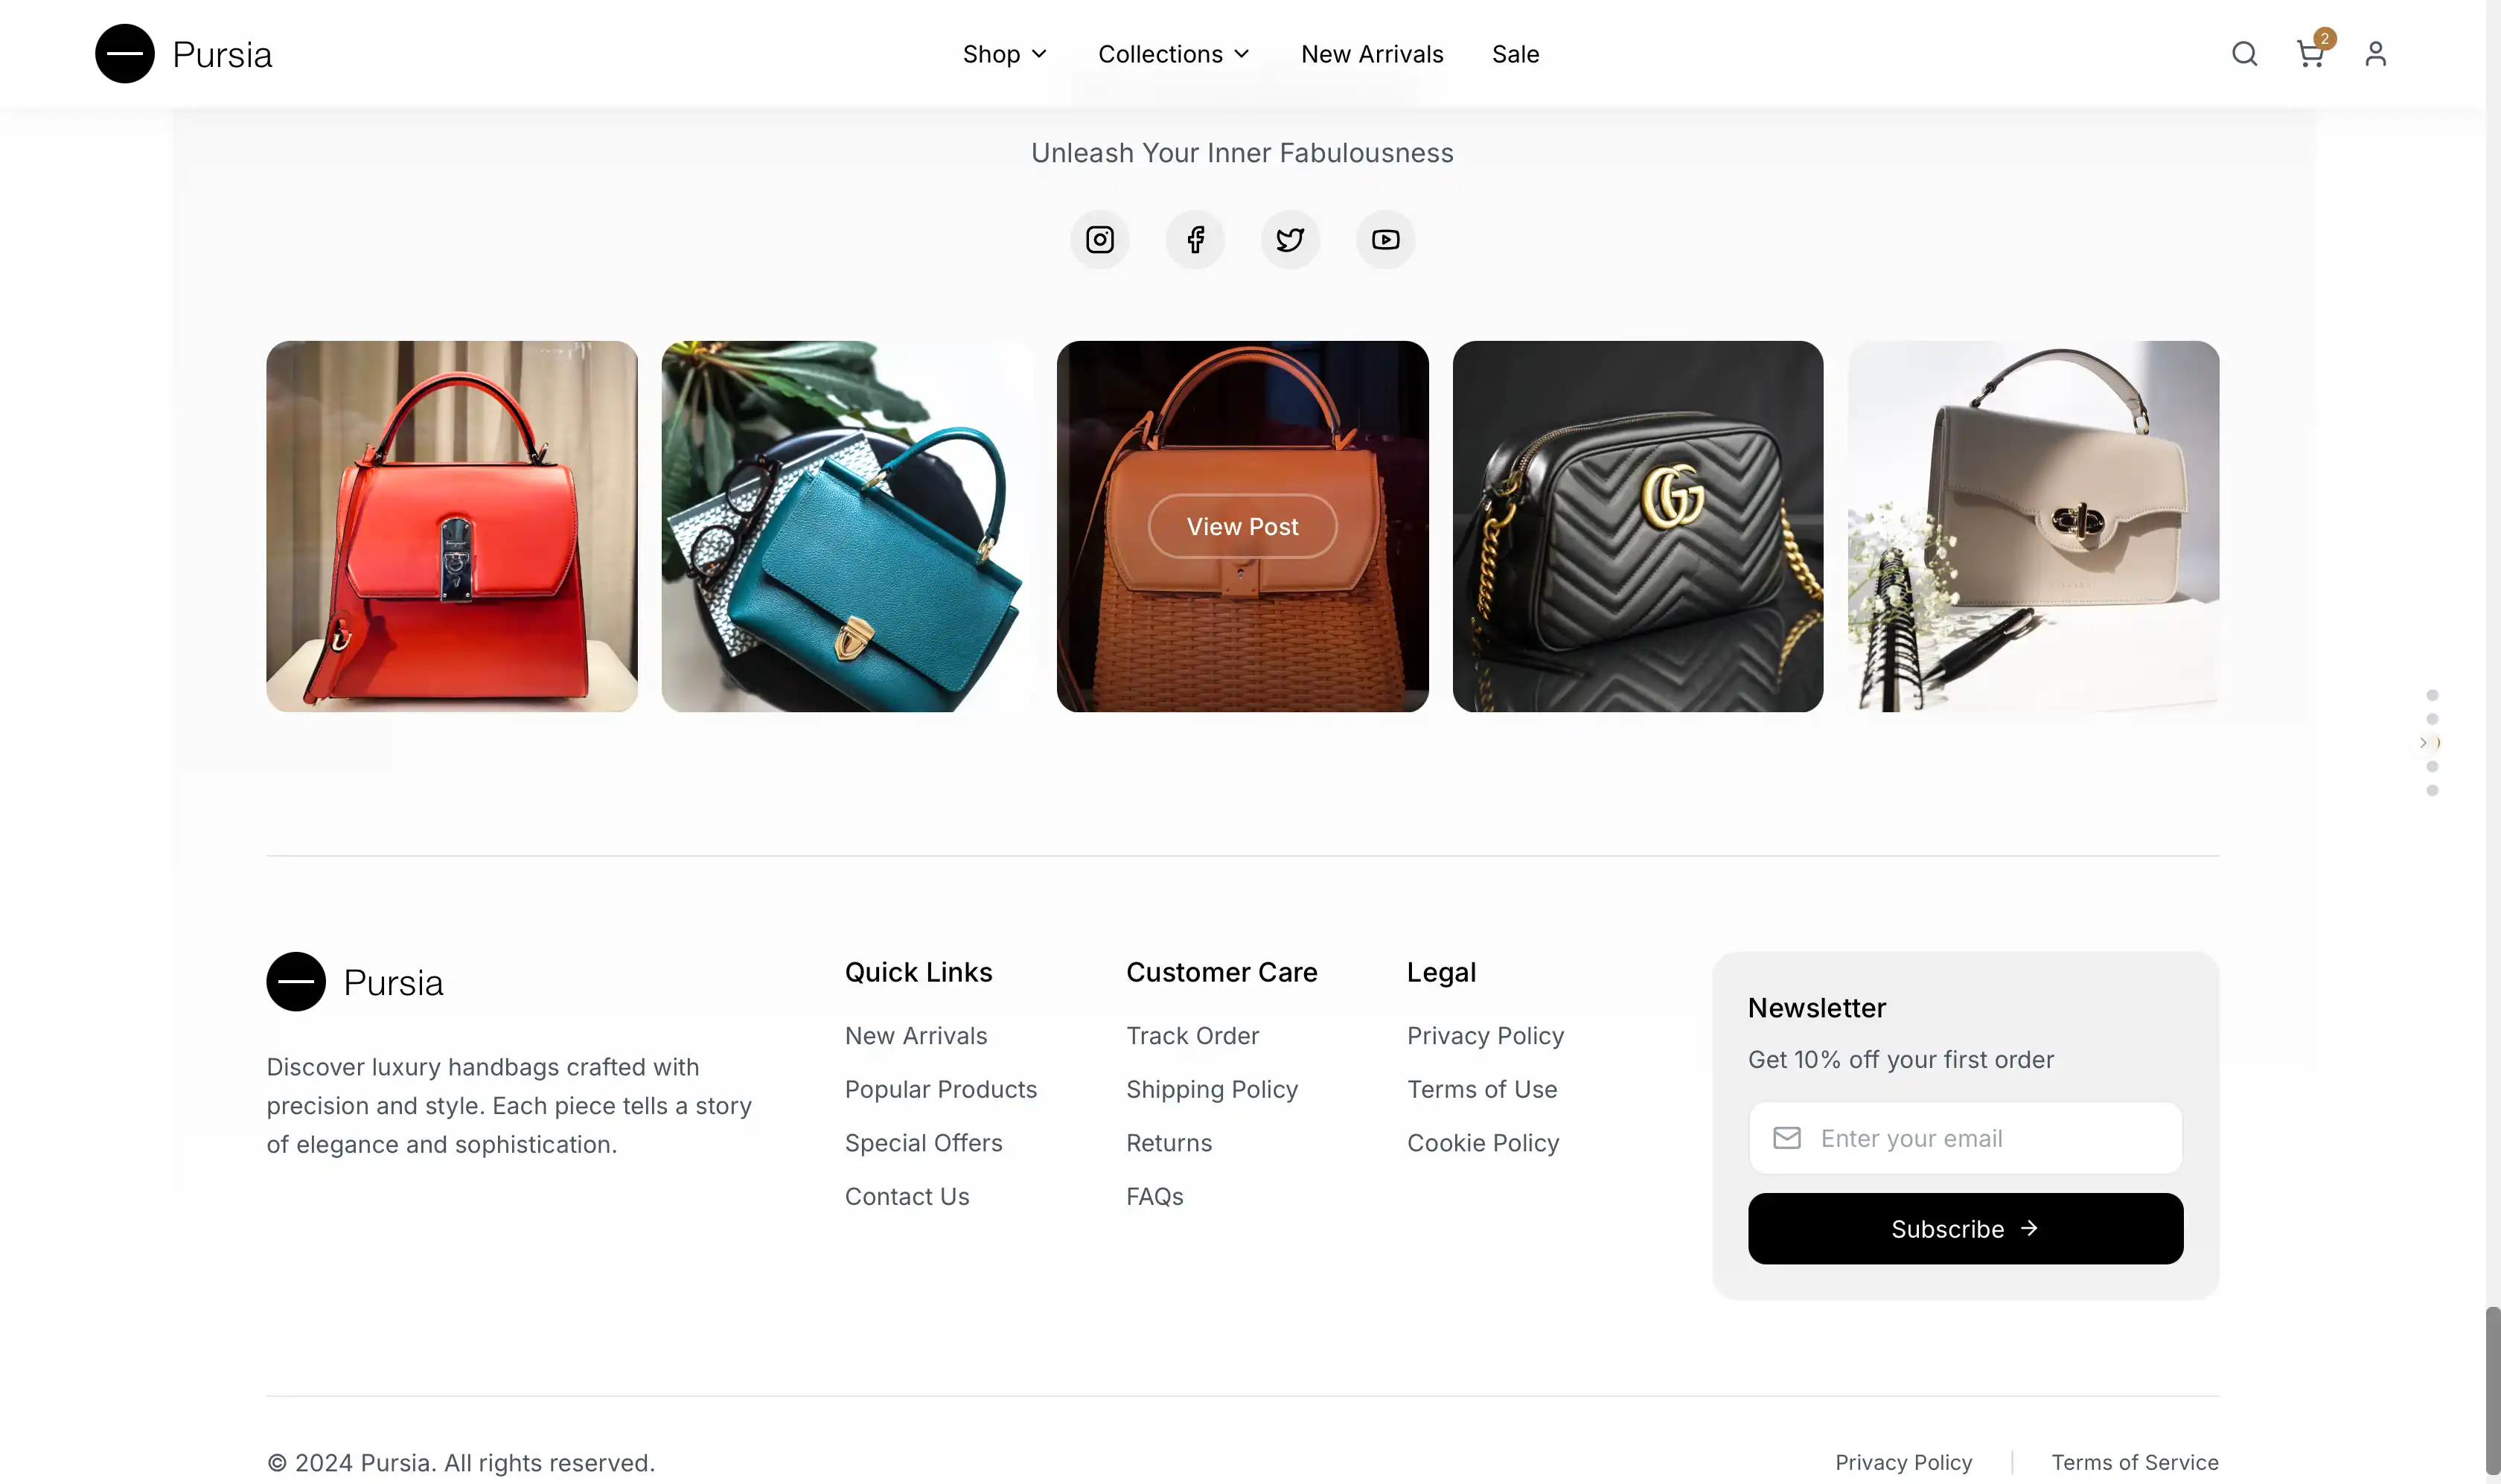 Pursia
Shop
Collections
New Arrivals
Sale
2
Unleash Your Inner Fabulousness
View Post
Pursia
Discover luxury handbags crafted with
precision and style. Each piece tells a story
of elegance and sophistication.
Quick Links
New Arrivals
Popular Products
Special Offers
Contact Us
Customer Care
Track Order
Shipping Policy
Returns
FAQs
Legal
Privacy Policy
Terms of Use
Cookie Policy
Newsletter
Get 10% off your first order
Enter your email
Subscribe →
© 2024 Pursia. All rights reserved.
Privacy Policy
Terms of Service